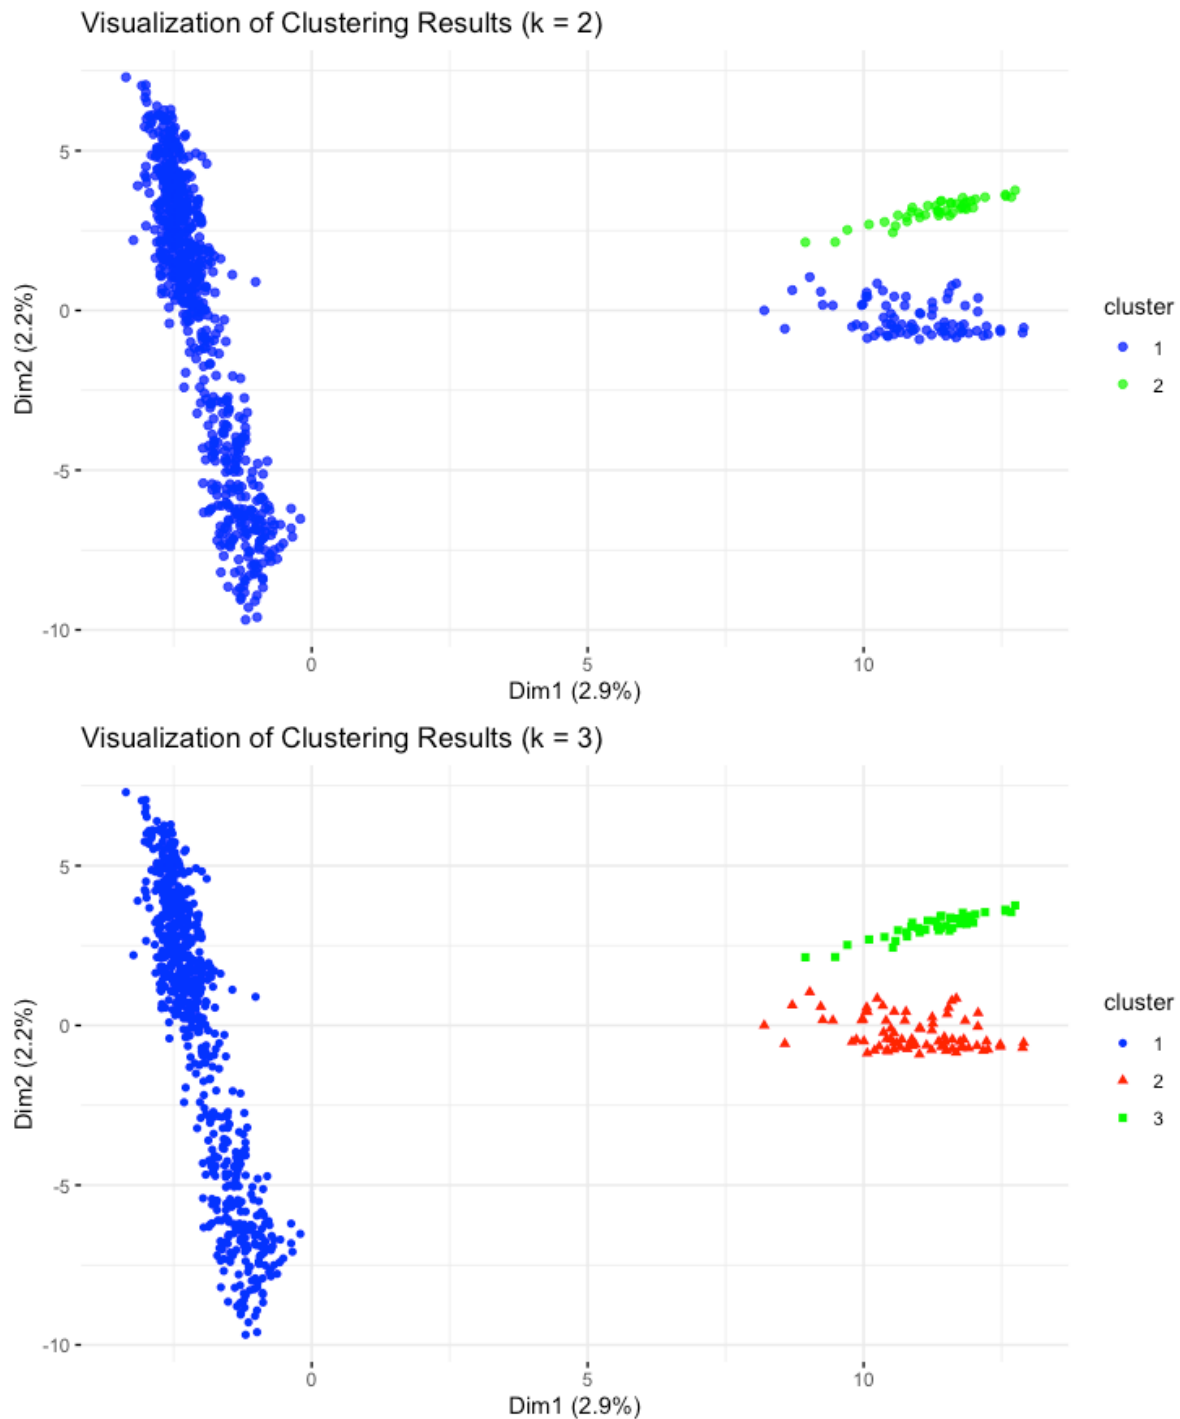 Visualization of Clustering Results (k = 2)
5
0
-5
-10
Dim2 (2.2%)
0 5 10
Dim1 (2.9%)
cluster
1
2
Visualization of Clustering Results (k = 3)
5
0
-5
-10
Dim2 (2.2%)
0 5 10
Dim1 (2.9%)
cluster
1
2
3